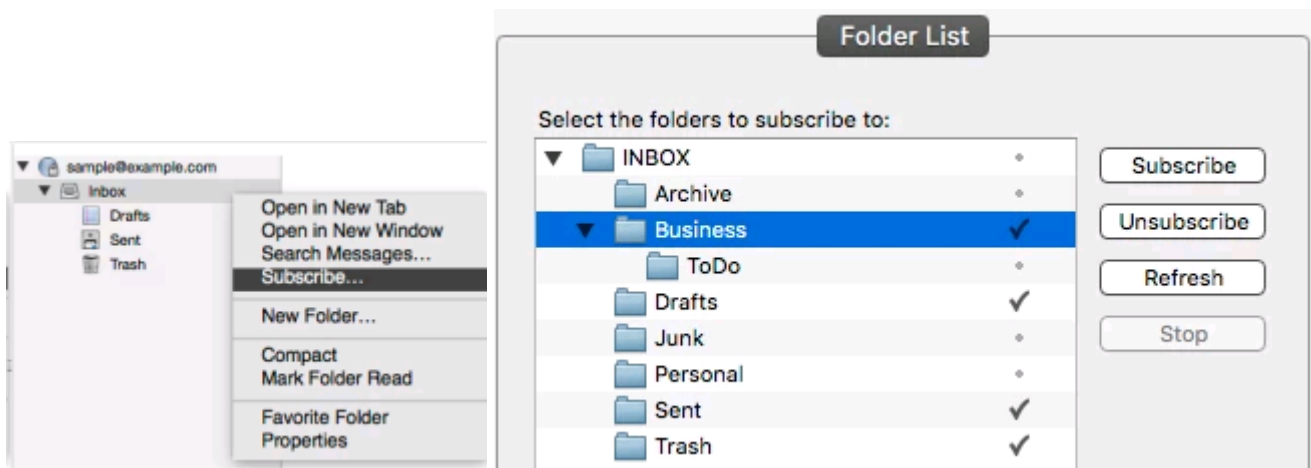 sample@example.com
Inbox
Drafts
Sent
Trash
Open in New Tab
Open in New Window
Search Messages...
Subscribe...
New Folder...
Compact
Mark Folder Read
Favorite Folder
Properties
Folder List
Select the folders to subscribe to:
INBOX
Archive
Business
ToDo
Drafts
Junk
Personal
Sent
Trash
Subscribe
Unsubscribe
Refresh
Stop